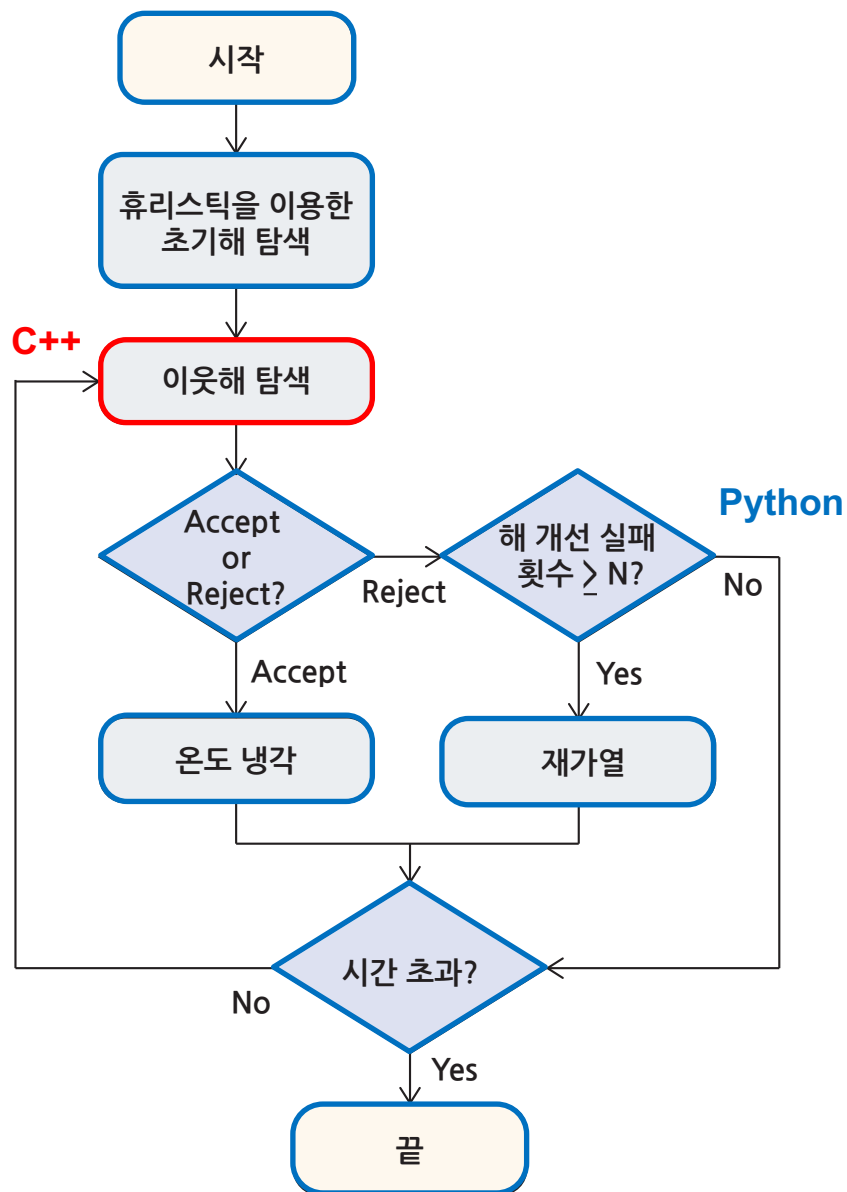 시작
휴리스틱을 이용한
초기해 탐색
C++
이웃해 탐색
Accept
or
Reject?
Reject
해 개선 실패
횟수 ≥ N?
Python
No
Accept
Yes
온도 냉각
재가열
시간 초과?
No
Yes
끝